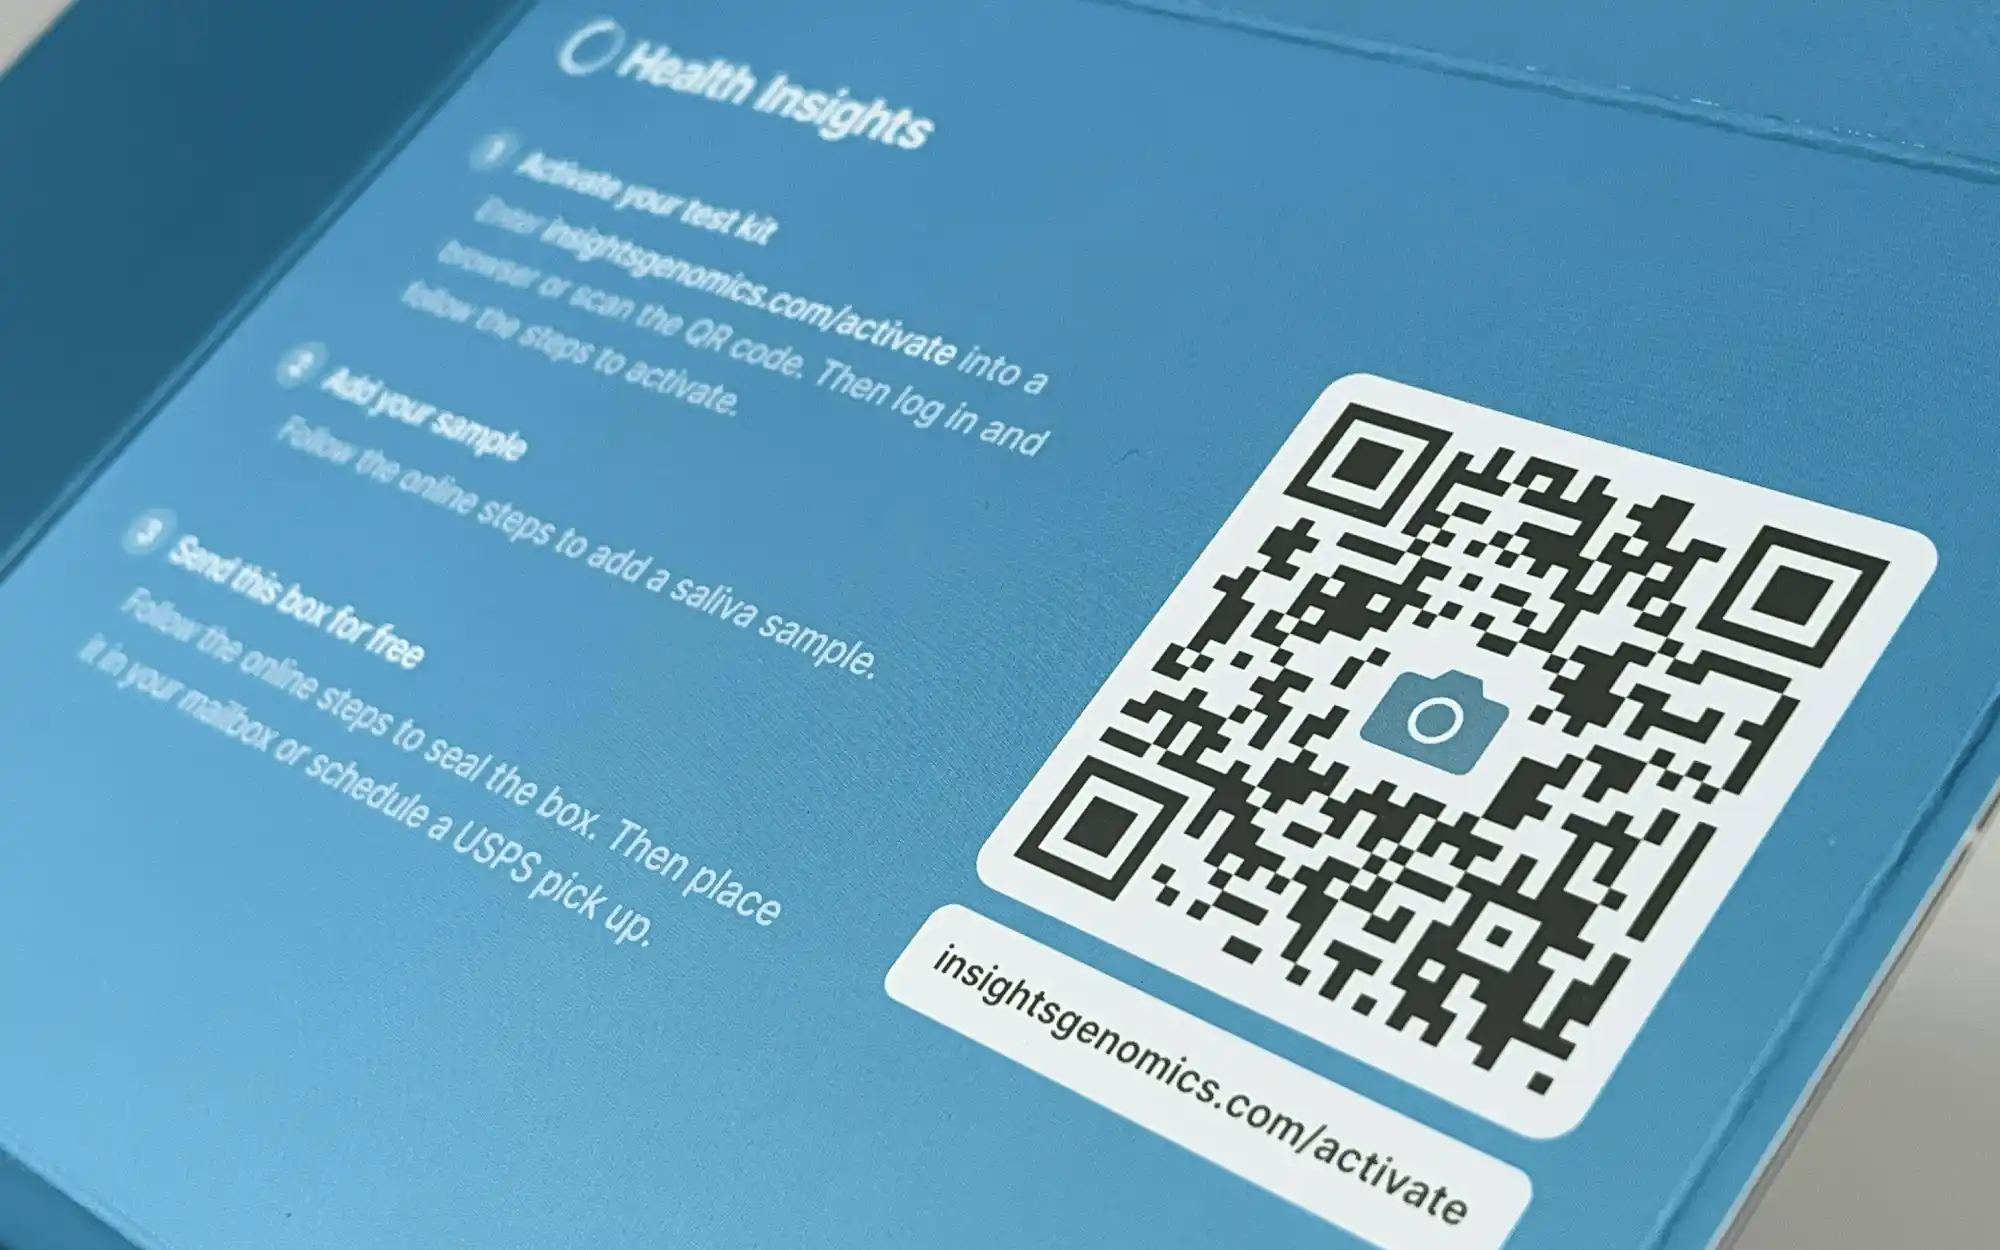 Health Insights
1 Activate your test kit
Enter insightsgenomics.com/activate into a
browser or scan the QR code. Then log in and
follow the steps to activate.
2 Add your sample
Follow the online steps to add a saliva sample.
3 Send this box for free
Follow the online steps to seal the box. Then place
it in your mailbox or schedule a USPS pick up.
insightsgenomics.com/activate